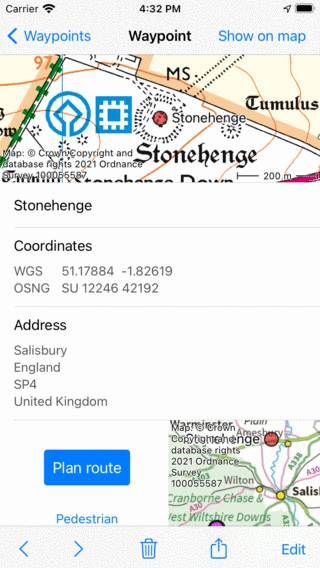 Carrier 4:32 PM
Waypoints Waypoint Show on map
97
MS
Tumulus
Stonehenge
Stonehenge
Map: © Crown Copyright and
database rights 2021 Ordnance
Survey 100055587
Stonehenge Down
200 m
Stonehenge
Coordinates
WGS 51.17884 -1.82619
OSNG SU 12246 42192
Address
Salisbury
England
SP4
United Kingdom
Plan route
Pedestrian
Warminster
Plain
Map: © Crown
Amesbury
Copyright and
Stonehenge
database rights
2021 Ordnance
Survey
100055587
A338
Wilton
A30
Salis
Cranborne Chase &
West Wiltshire Downs
A30
Edit